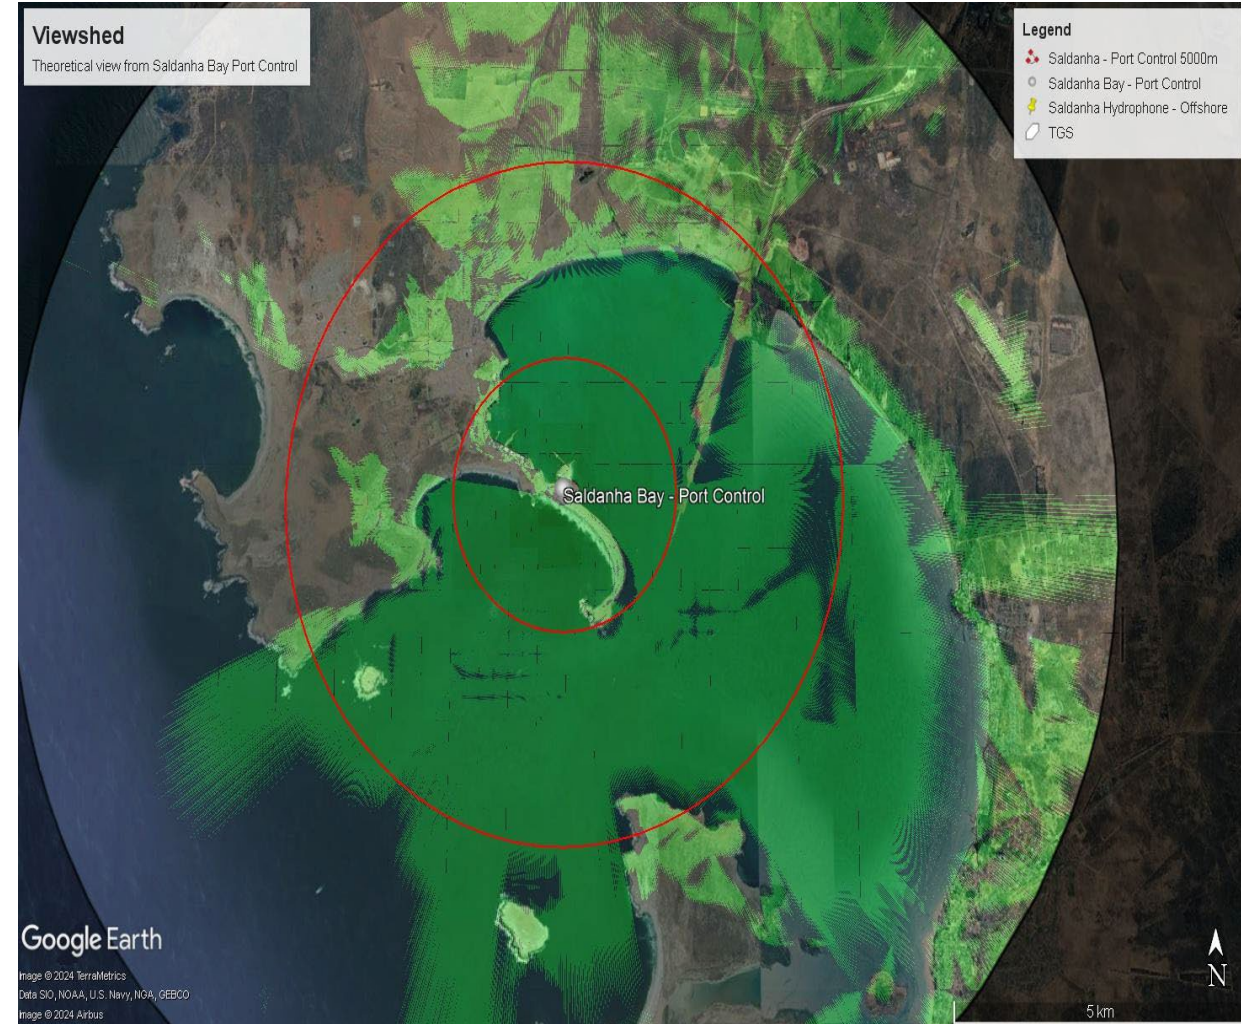 Viewshed
Theoretical view from Saldanha Bay Port Control
Legend
Saldanha - Port Control 5000m
Saldanha Bay - Port Control
Saldanha Hydrophone - Offshore
TGS
Saldanha Bay - Port Control
Google Earth
Image © 2024 TerraMetrics
Data SIO, NOAA, U.S. Navy, NGA, GEBCO
Image © 2024 Airbus
N
5 km